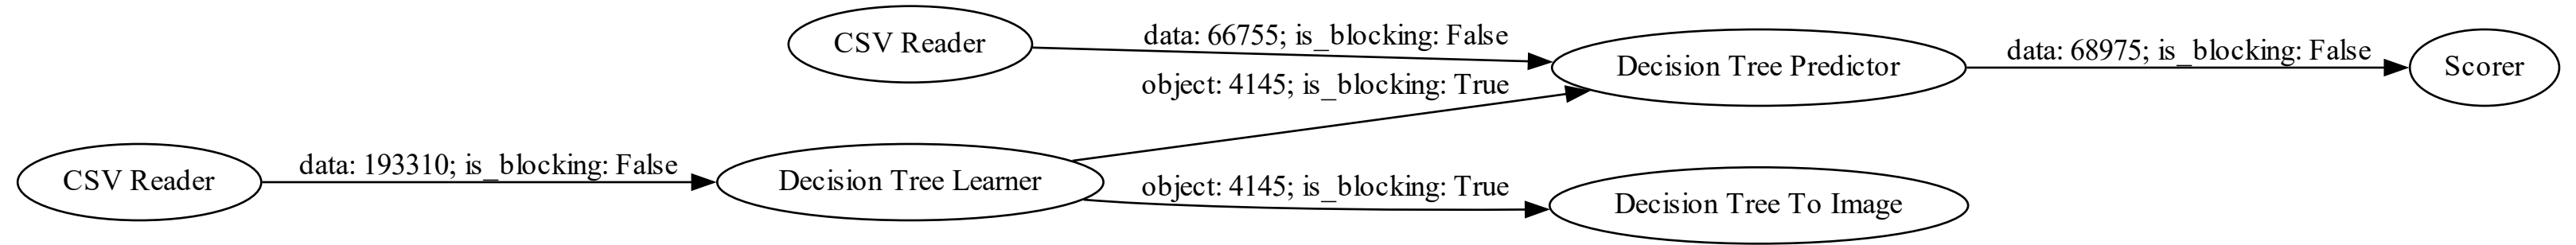 CSV Reader
data: 66755; is_blocking: False
object: 4145; is_blocking: True
Decision Tree Predictor
data: 68975; is_blocking: False
Scorer
CSV Reader
data: 193310; is_blocking: False
Decision Tree Learner
object: 4145; is_blocking: True
Decision Tree To Image